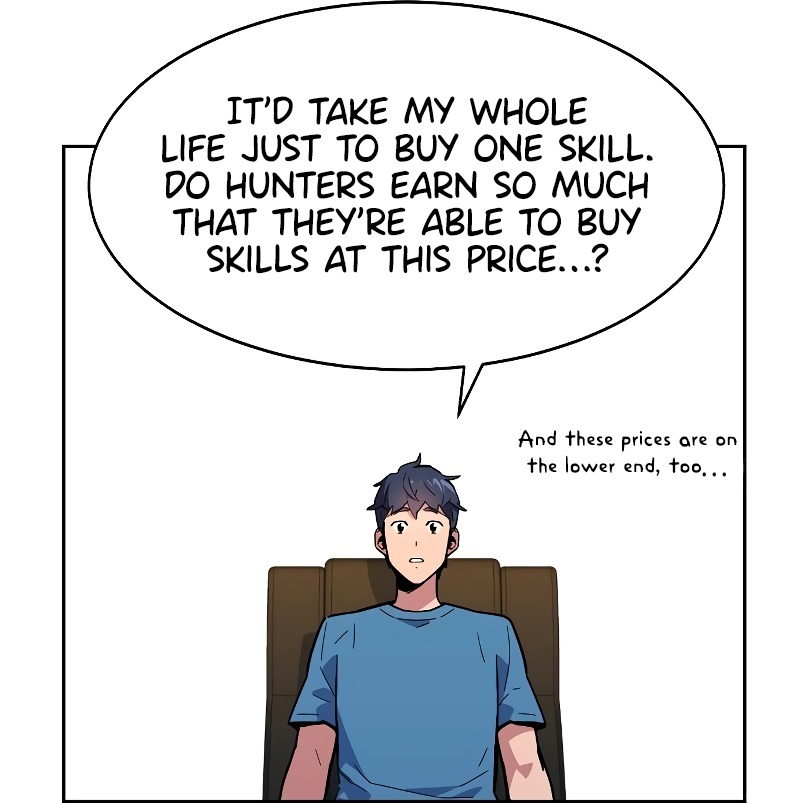 IT'D TAKE MY WHOLE
LIFE JUST TO BUY ONE SKILL.
DO HUNTERS EARN SO MUCH
THAT THEY'RE ABLE TO BUY
SKILLS AT THIS PRICE...?
And these prices are on
the lower end, too...